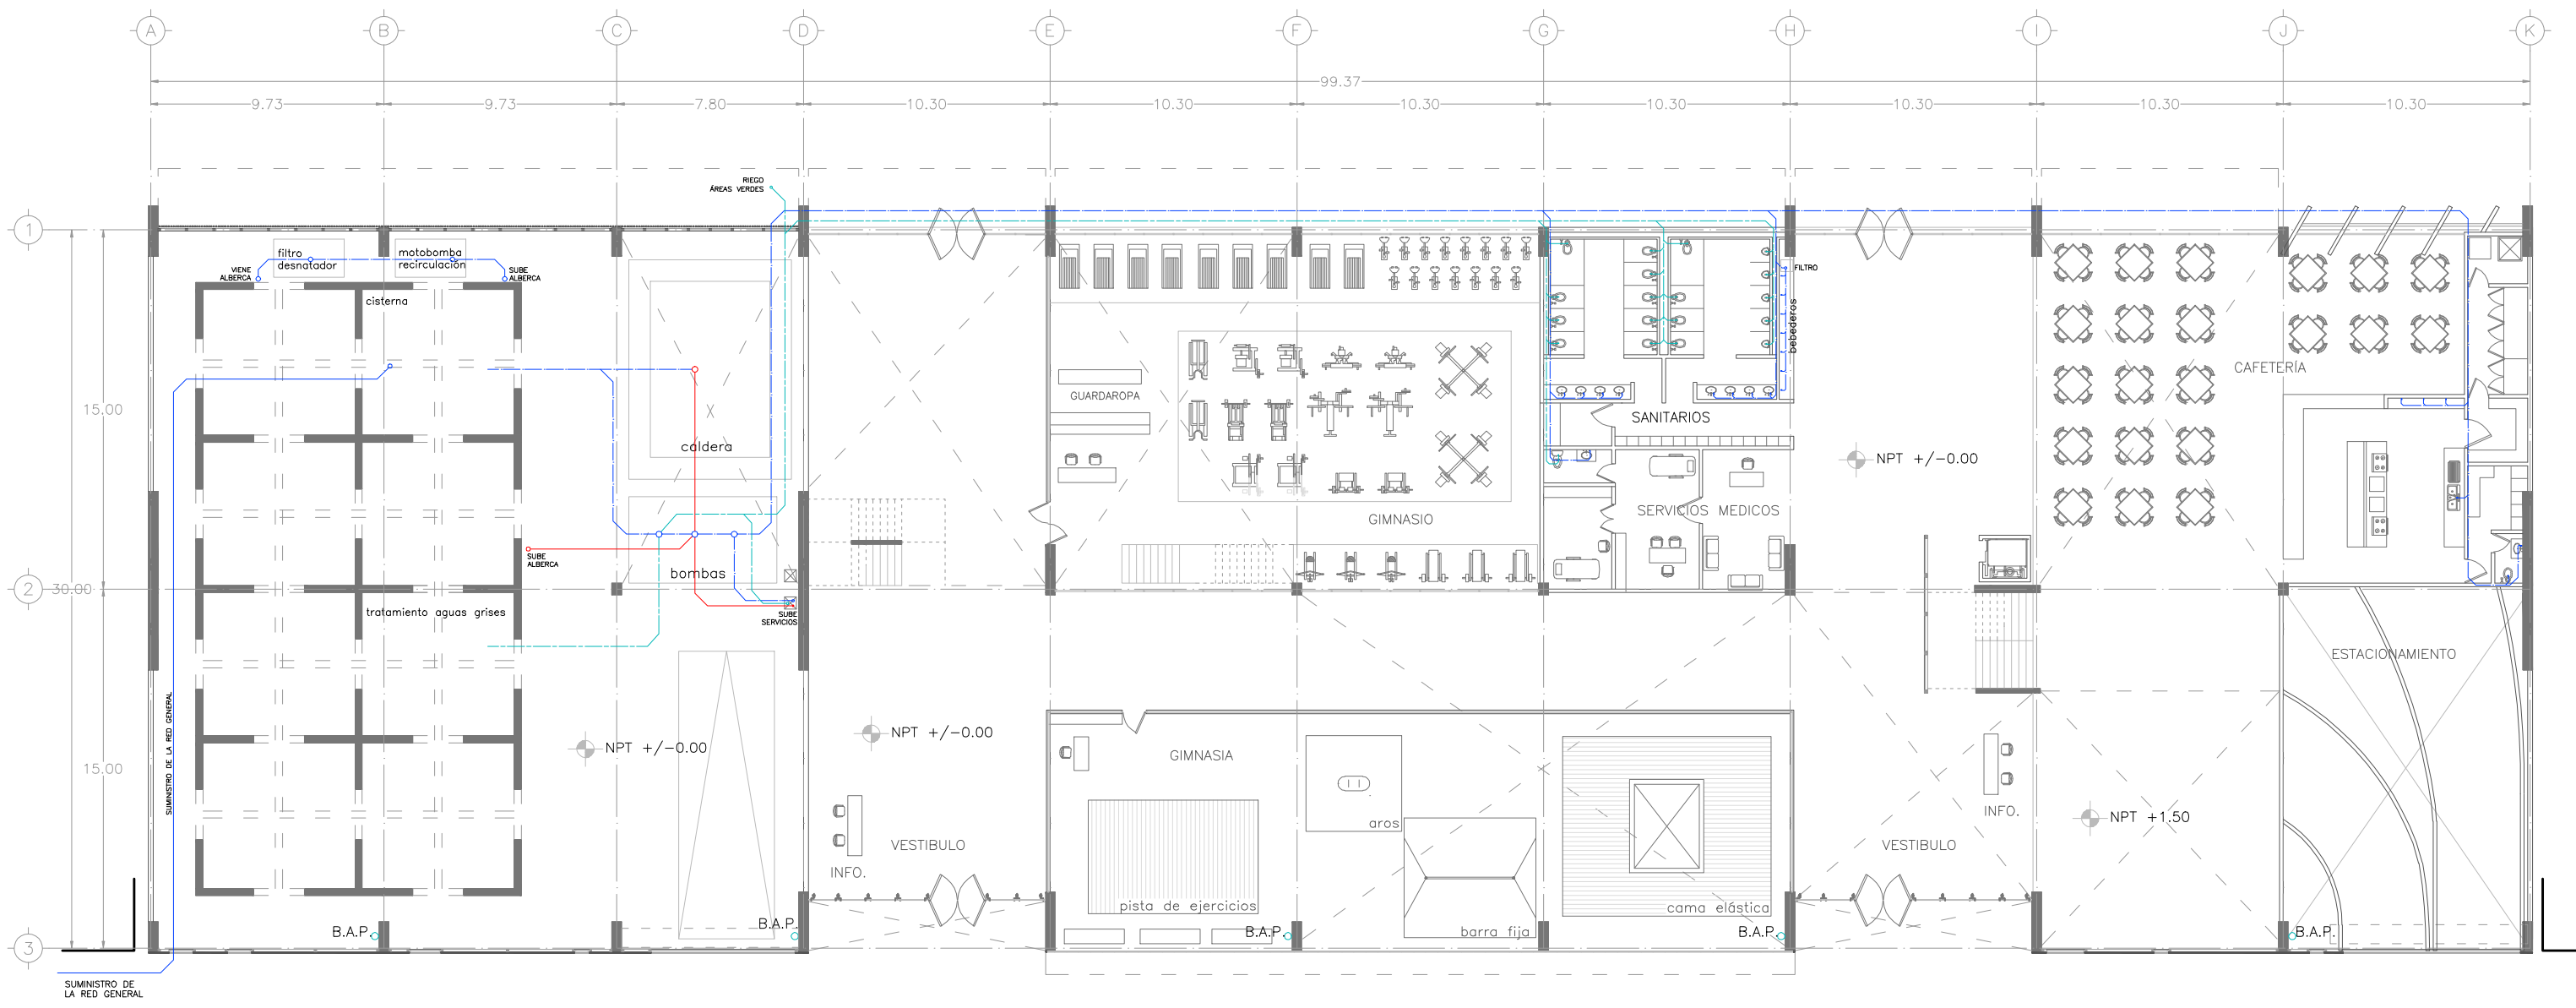 A B C D E F G H I J K
99.37
9.73 9.73 7.80 10.30 10.30 10.30 10.30 10.30 10.30 10.30
RIEGO
ÁREAS VERDES
1
filtro
desnatador
motobomba
recirculación
VIENE
ALBERCA
SUBE
ALBERCA
FILTRO
cisterna
bebederos
CAFETERÍA
GUARDAROPA
15.00
SANITARIOS
caldera
NPT +/-0.00
SERVICIOS MEDICOS
GIMNASIO
SUBE
ALBERCA
bombas
2
30.00
tratamiento aguas grises
SUBE
SERVICIOS
ESTACIONAMIENTO
SUMINISTRO DE LA RED GENERAL
NPT +/-0.00
NPT +/-0.00
GIMNASIA
15.00
aros
INFO.
NPT +1.50
VESTIBULO
VESTIBULO
INFO.
pista de ejercicios
cama elástica
B.A.P.
B.A.P.
B.A.P.
barra fija
B.A.P.
B.A.P.
3
SUMINISTRO DE
LA RED GENERAL